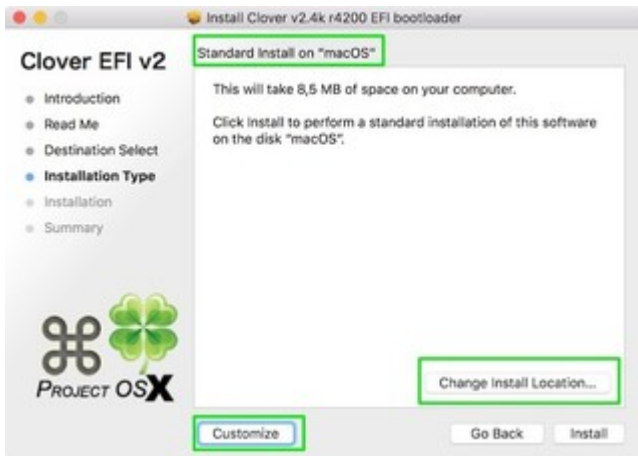 Install Clover v2.4k r4200 EFI bootloader
Clover EFI v2
Introduction
Read Me
Destination Select
Installation Type
Installation
Summary
PROJECT OSX
Standard Install on "macOS"
This will take 8,5 MB of space on your computer.
Click Install to perform a standard installation of this software
on the disk "macOS".
Change Install Location...
Customize
Go Back
Install